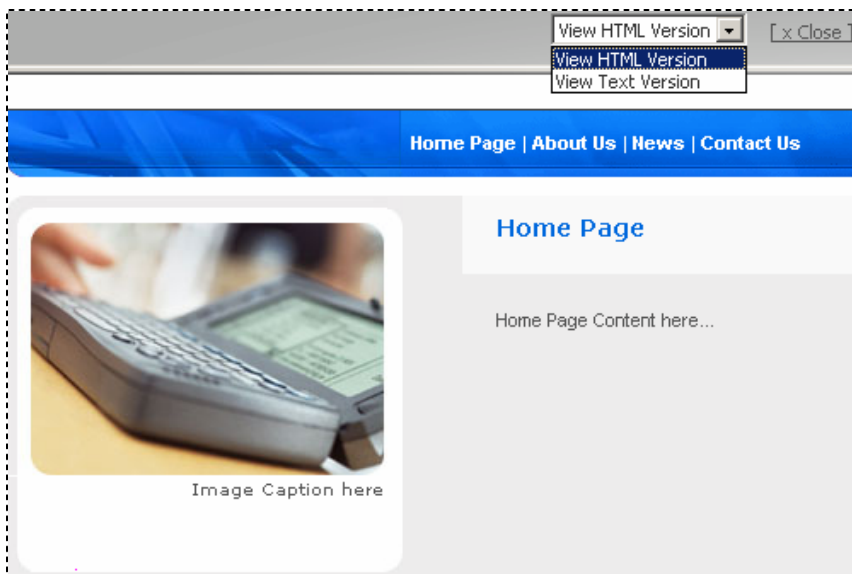 View HTML Version [ x Close ]
View HTML Version
View Text Version
Home Page | About Us | News | Contact Us
Home Page
Home Page Content here...
Image Caption here